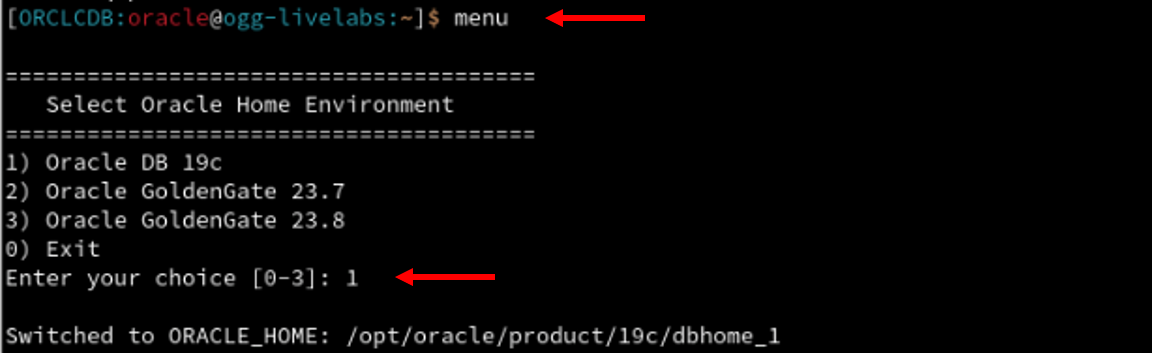 [ORCLCDB:oracle@ogg-livelabs:~]$ menu
=======================================
Select Oracle Home Environment
=======================================
1) Oracle DB 19c
2) Oracle GoldenGate 23.7
3) Oracle GoldenGate 23.8
0) Exit
Enter your choice [0-3]: 1
Switched to ORACLE_HOME: /opt/oracle/product/19c/dbhome_1